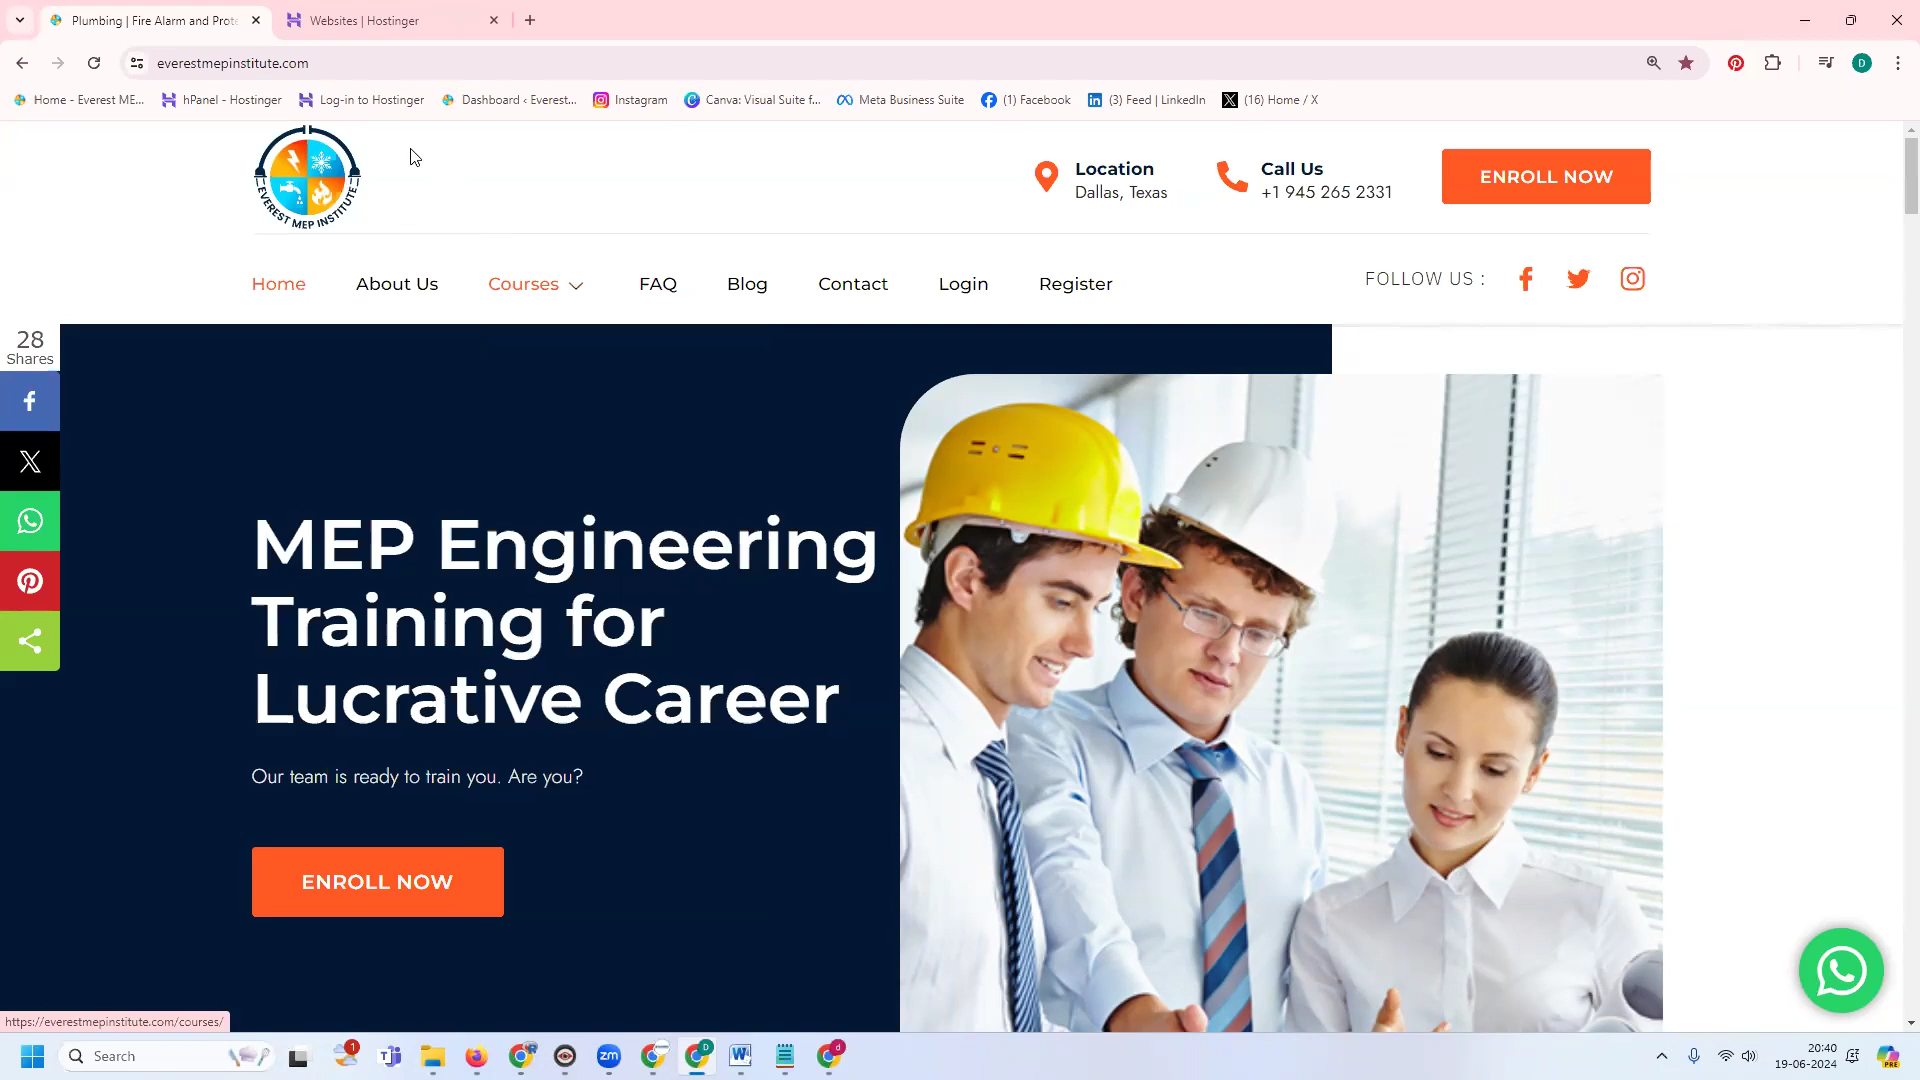 Plumbing | Fire Alarm and Prote
Websites | Hostinger
everestmepinstitute.com
D
Home - Everest ME...
hPanel - Hostinger
Log-in to Hostinger
Dashboard ‹ Everest...
Instagram
Canva: Visual Suite f...
Meta Business Suite
(1) Facebook
(3) Feed | LinkedIn
(16) Home / X
EVEREST MEP INSTITUTE
Location
Dallas, Texas
Call Us
+1 945 265 2331
ENROLL NOW
Home
About Us
Courses
FAQ
Blog
Contact
Login
Register
FOLLOW US :
28
Shares
MEP Engineering
Training for
Lucrative Career
Our team is ready to train you. Are you?
ENROLL NOW
https://everestmepinstitute.com/courses/
Search
1
zm
D
d
20:40
19-06-2024
PRE